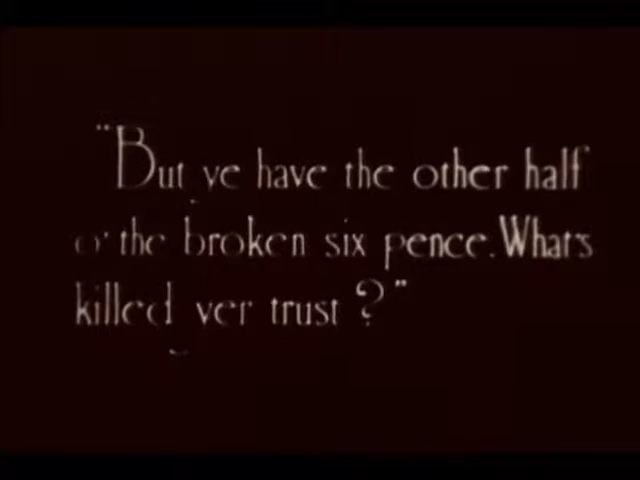 "But ye have the other half
o' the broken six pence. What's
killed yer trust?"